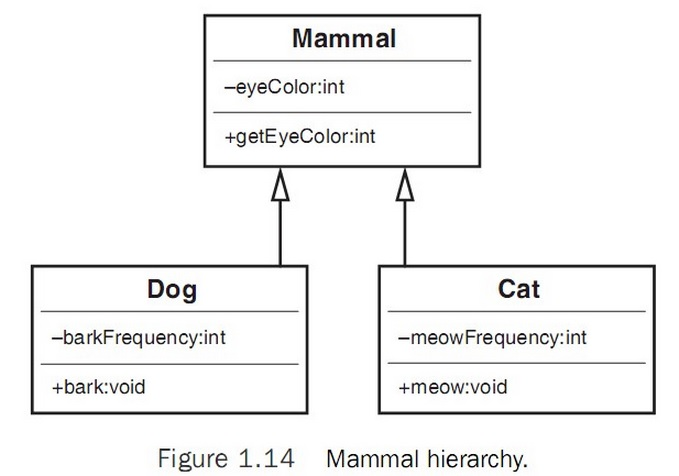 Mammal
–eyeColor:int
+getEyeColor:int
Dog
–barkFrequency:int
+bark:void
Cat
–meowFrequency:int
+meow:void
Figure 1.14 Mammal hierarchy.